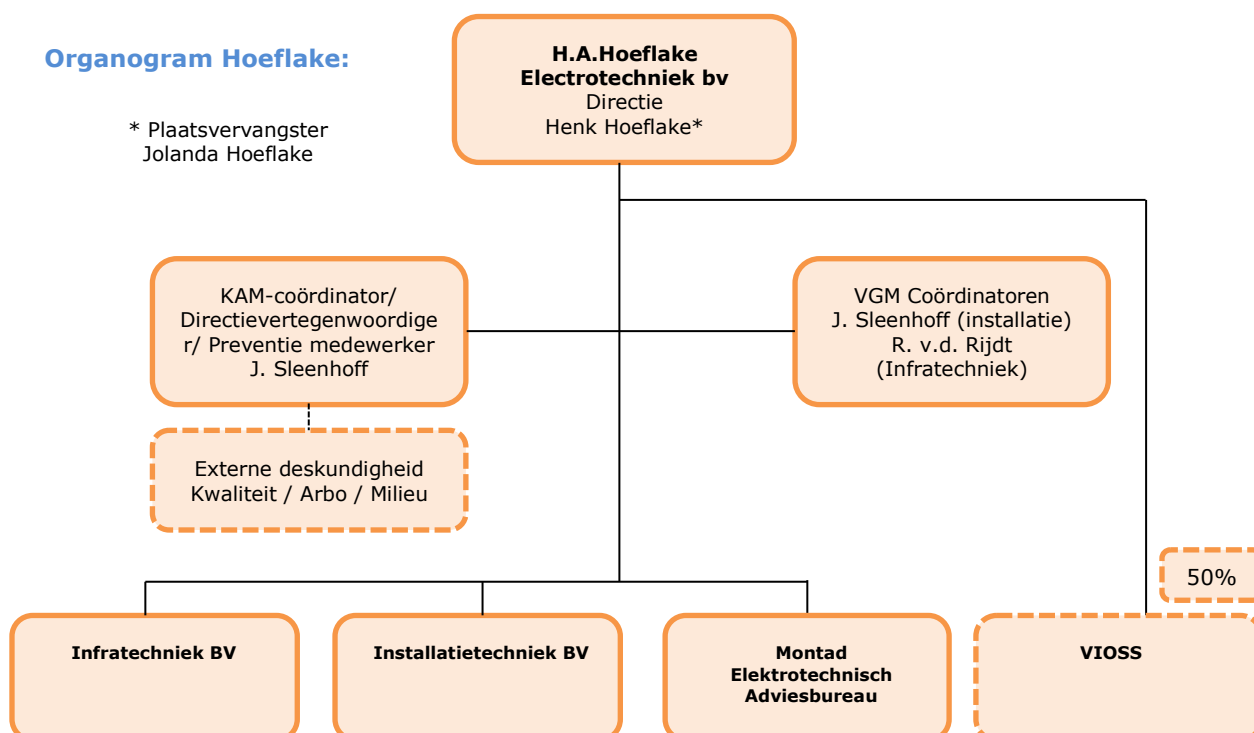 Organogram Hoeflake:
* Plaatsvervangster
Jolanda Hoeflake
H.A.Hoeflake
Electrotechniek bv
Directie
Henk Hoeflake*
KAM-coördinator/
Directievertegenwoordige
r/ Preventie medewerker
J. Sleenhoff
VGM Coördinatoren
J. Sleenhoff (installatie)
R. v.d. Rijdt
(Infratechniek)
Externe deskundigheid
Kwaliteit / Arbo / Milieu
50%
Infratechniek BV
Installatietechniek BV
Montad
Elektrotechnisch
Adviesbureau
VIOSS